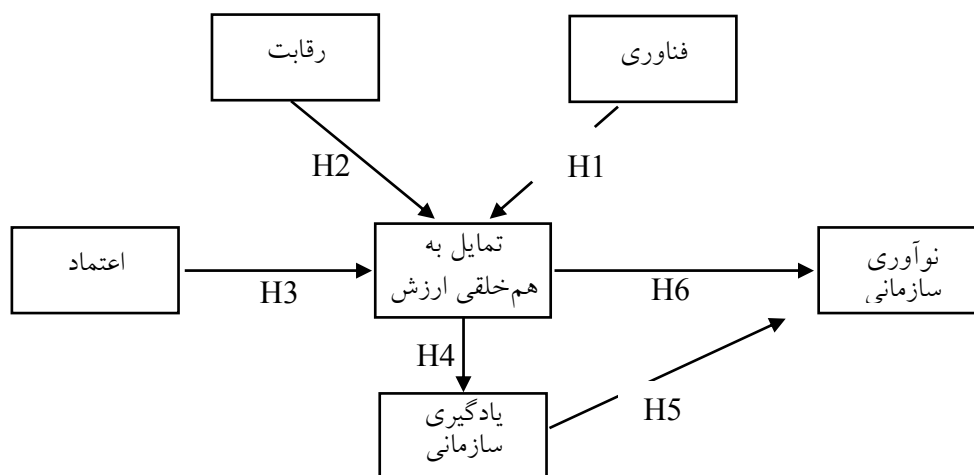 فناوری
رقابت
H1
H2
تمایل به
هم‌خلقی ارزش
اعتماد
نوآوری
سازمانی
H3
H6
H4
یادگیری
سازمانی
H5